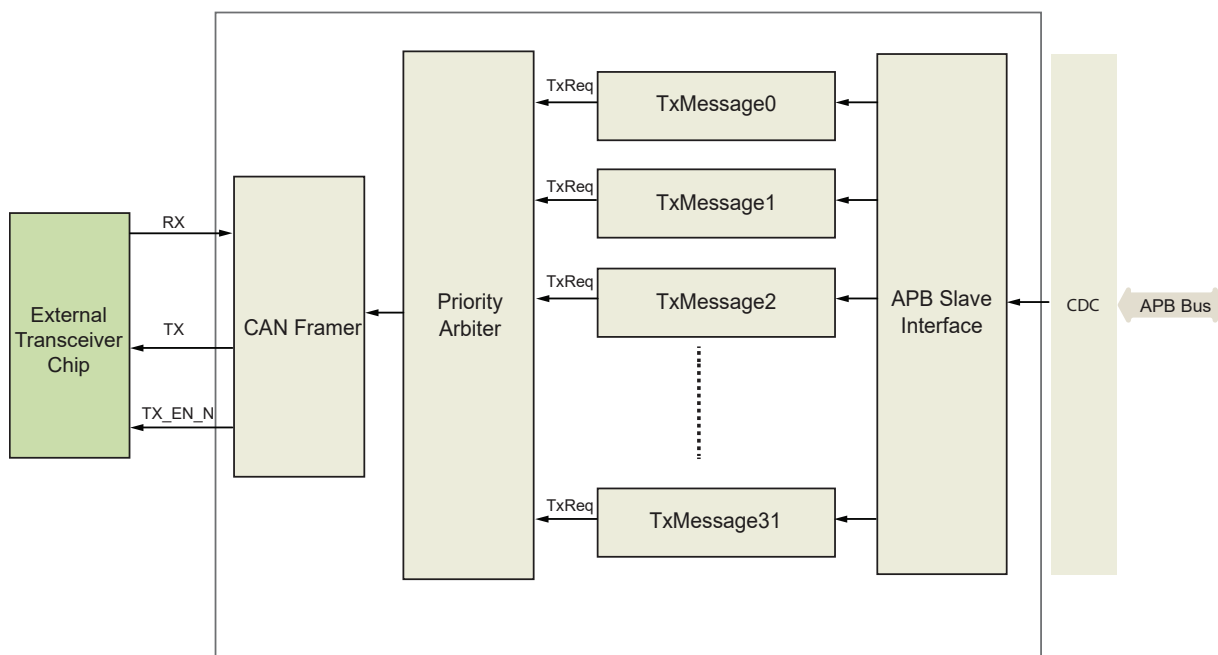 TxReq
TxMessage0
TxReq
TxMessage1
RX
TxReq
TxMessage2
External
Transceiver
Chip
TX
CAN Framer
Priority
Arbiter
APB Slave
Interface
CDC
APB Bus
TX_EN_N
TxReq
TxMessage31